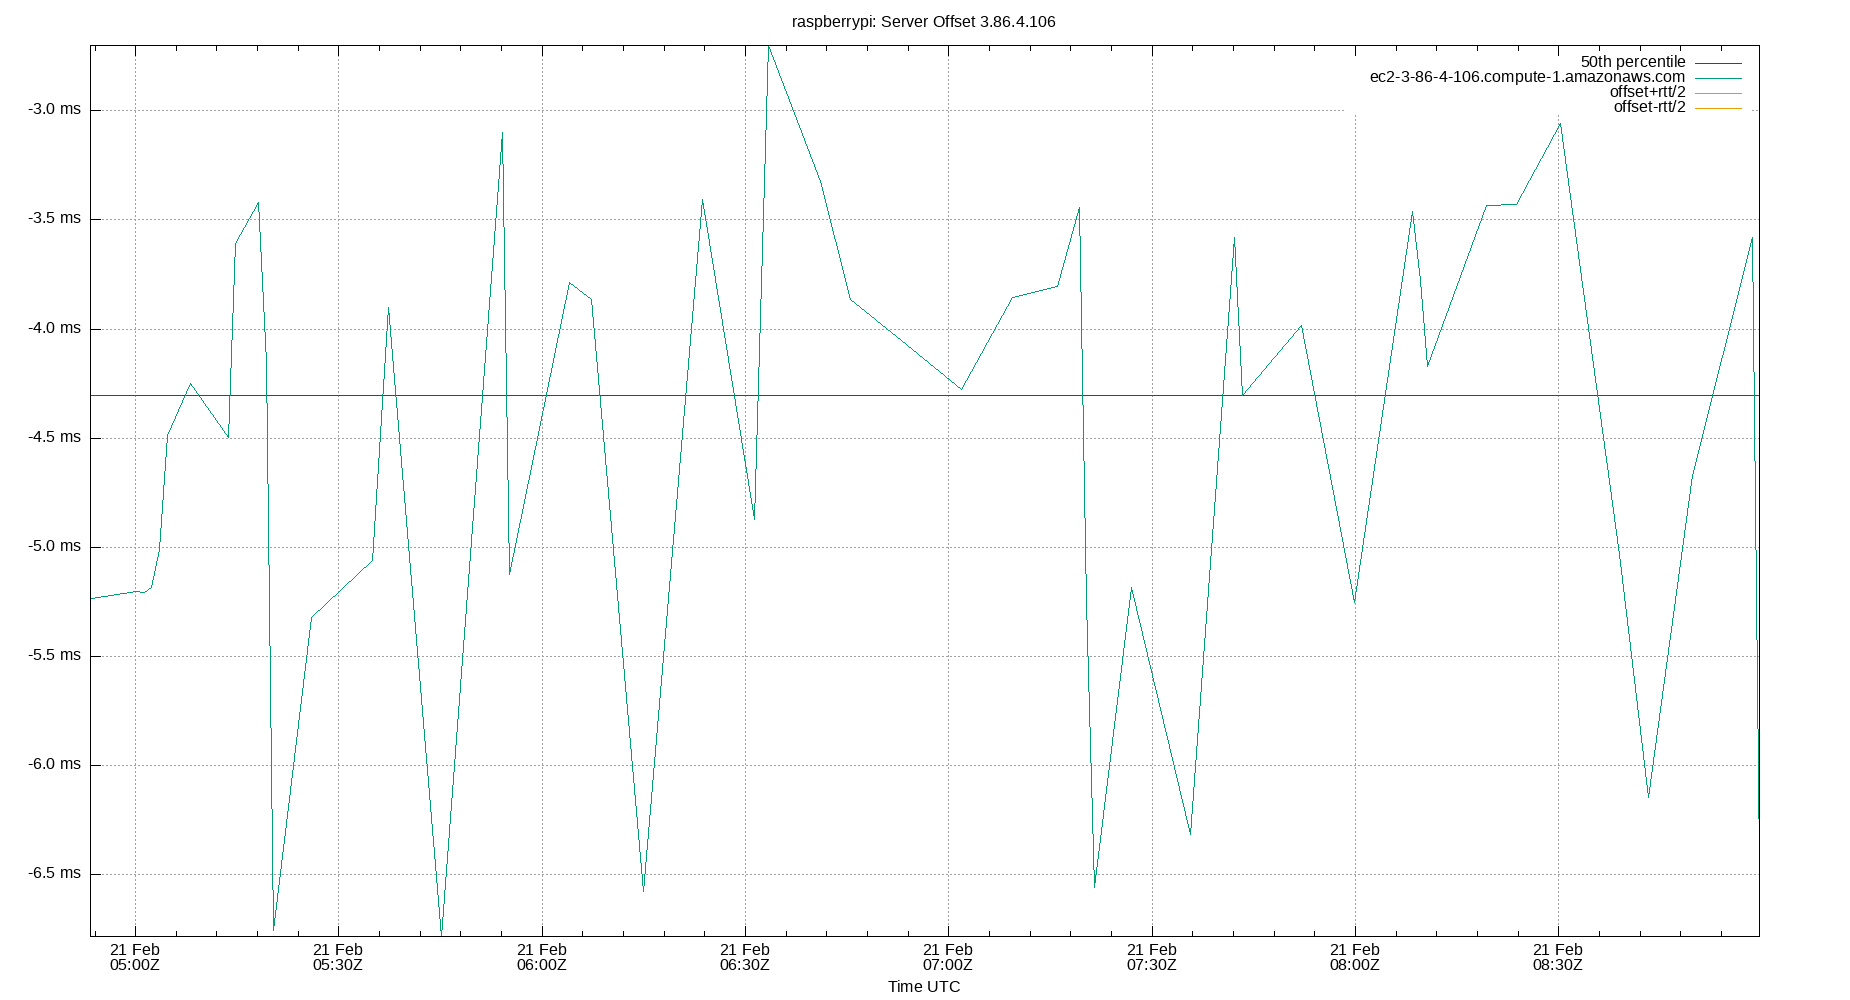 raspberrypi: Server Offset 3.86.4.106
50th percentile
ec2-3-86-4-106.compute-1.amazonaws.com
offset+rtt/2
offset-rtt/2
-3.0 ms
-3.5 ms
-4.0 ms
-4.5 ms
-5.0 ms
-5.5 ms
-6.0 ms
-6.5 ms
21 Feb 21 Feb 21 Feb 21 Feb 21 Feb 21 Feb 21 Feb 21 Feb
05:00Z 05:30Z 06:00Z 06:30Z 07:00Z 07:30Z 08:00Z 08:30Z
Time UTC